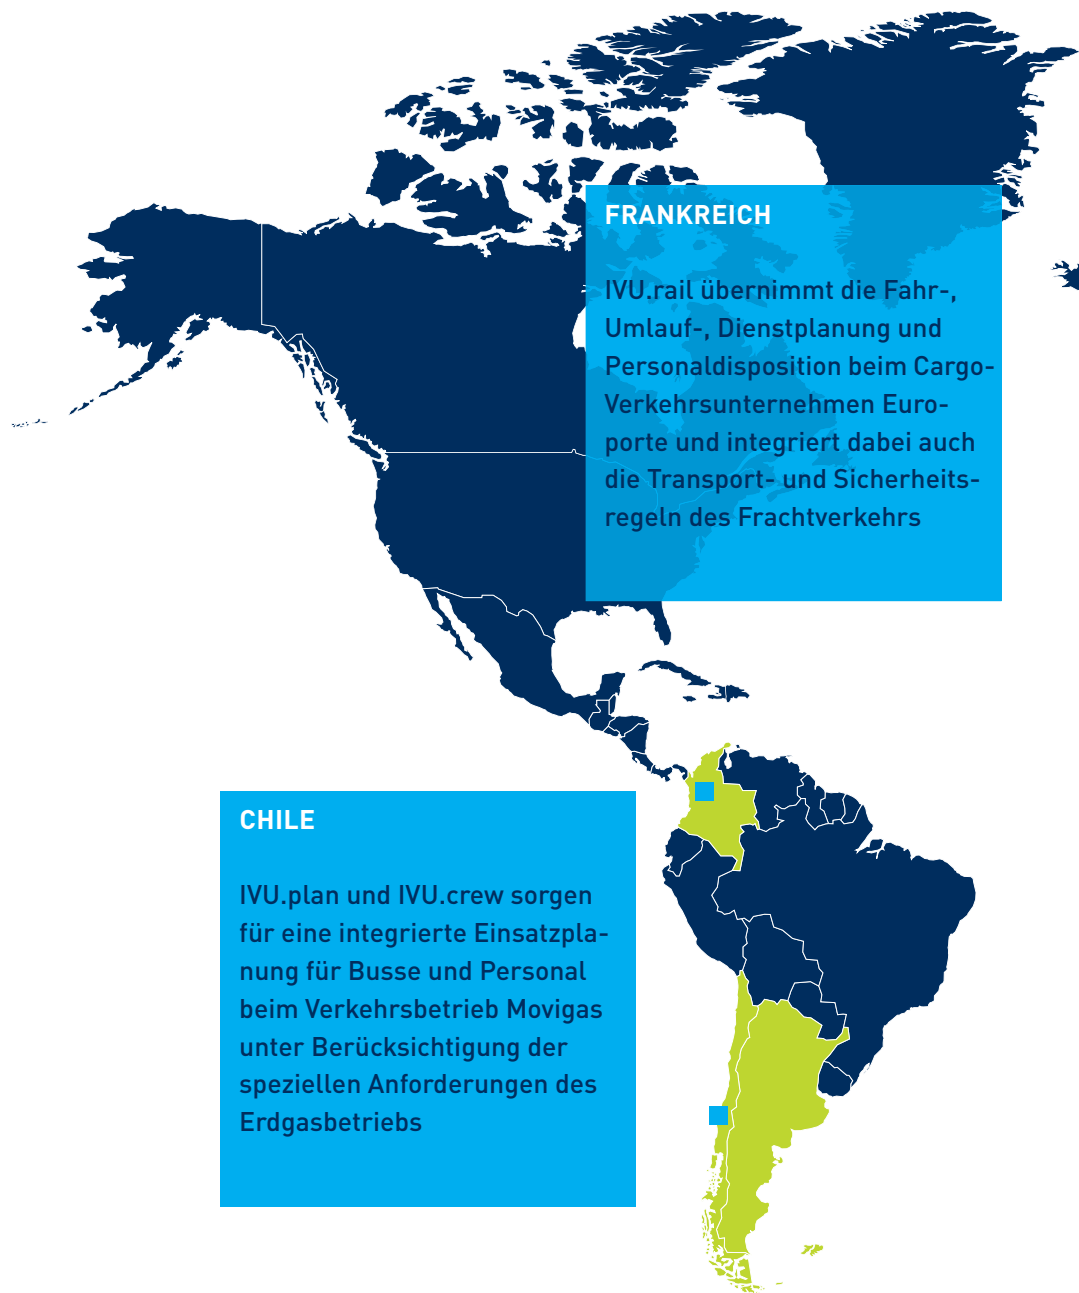 FRANKREICH
IVU.rail übernimmt die Fahr-,
Umlauf-, Dienstplanung und
Personaldisposition beim Cargo-
Verkehrsunternehmen Euro-
porte und integriert dabei auch
die Transport- und Sicherheits-
regeln des Frachtverkehrs
CHILE
IVU.plan und IVU.crew sorgen
für eine integrierte Einsatzpla-
nung für Busse und Personal
beim Verkehrsbetrieb Movigas
unter Berücksichtigung der
speziellen Anforderungen des
Erdgasbetriebs